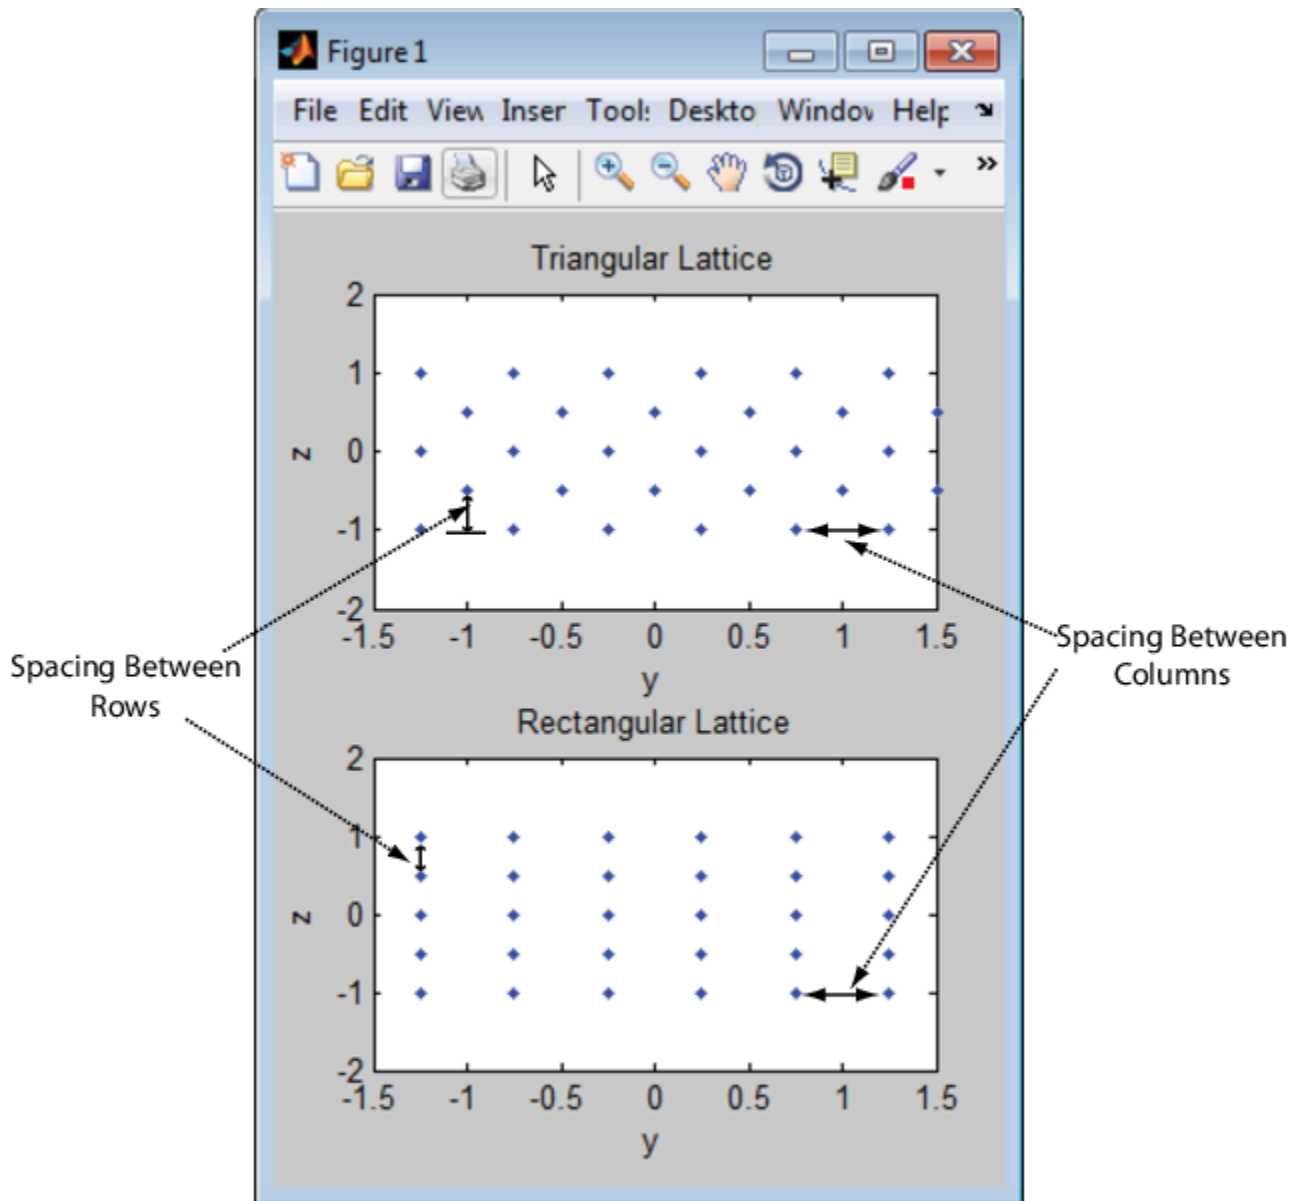 Figure 1
File Edit View Inser Tools Deskto Window Help
Triangular Lattice
2
1
0
-1
-2
z
-1.5 -1 -0.5 0 0.5 1 1.5
y
Spacing Between
Rows
Spacing Between
Columns
Rectangular Lattice
2
1
0
-1
-2
z
-1.5 -1 -0.5 0 0.5 1 1.5
y